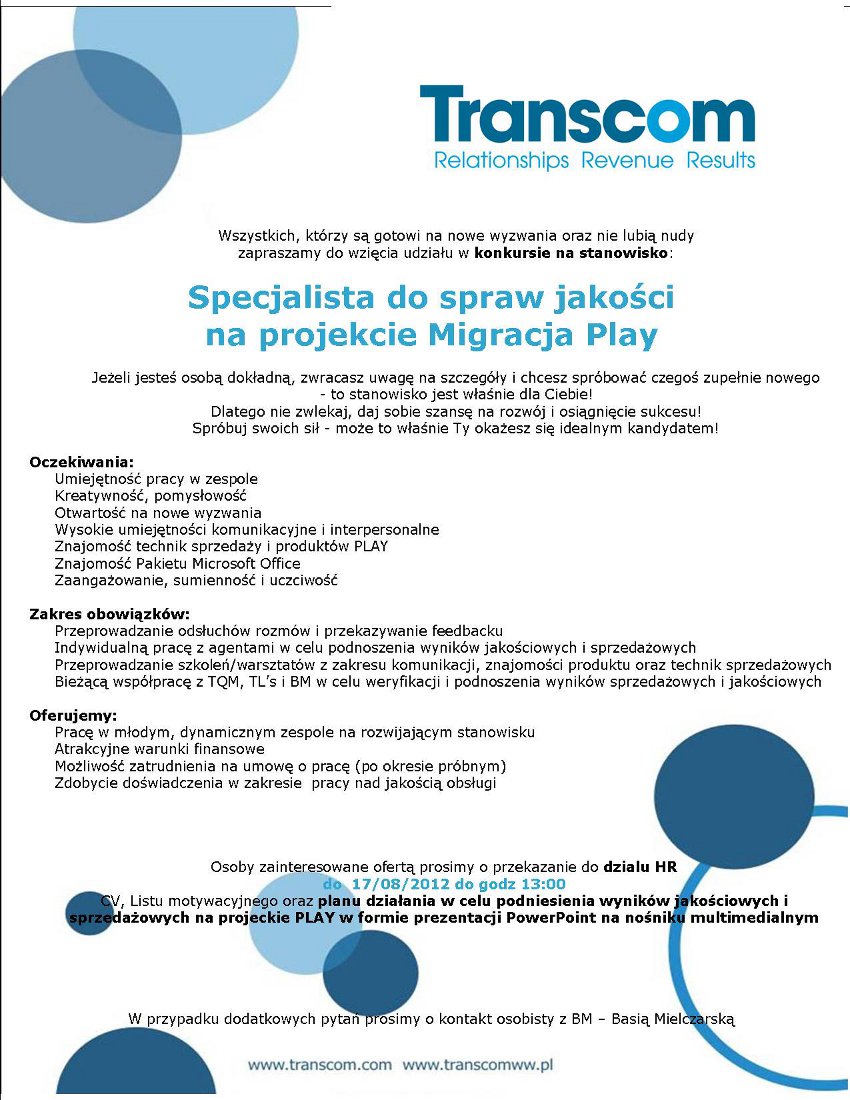 Transcom
Relationships Revenue Results
Wszystkich, którzy są gotowi na nowe wyzwania oraz nie lubią nudy
zapraszamy do wzięcia udziału w konkursie na stanowisko:
Specjalista do spraw jakości
na projekcie Migracja Play
Jeżeli jesteś osobą dokładną, zwracasz uwagę na szczegóły i chcesz spróbować czegoś zupełnie nowego
- to stanowisko jest właśnie dla Ciebie!
Dlatego nie zwlekaj, daj sobie szansę na rozwój i osiągnięcie sukcesu!
Spróbuj swoich sił - może to właśnie Ty okażesz się idealnym kandydatem!
Oczekiwania:
Umiejętność pracy w zespole
Kreatywność, pomysłowość
Otwartość na nowe wyzwania
Wysokie umiejętności komunikacyjne i interpersonalne
Znajomość technik sprzedaży i produktów PLAY
Znajomość Pakietu Microsoft Office
Zaangażowanie, sumienność i uczciwość
Zakres obowiązków:
Przeprowadzanie odsłuchów rozmów i przekazywanie feedbacku
Indywidualną pracę z agentami w celu podnoszenia wyników jakościowych i sprzedażowych
Przeprowadzanie szkoleń/warsztatów z zakresu komunikacji, znajomości produktu oraz technik sprzedażowych
Bieżącą współpracę z TQM, TL's i BM w celu weryfikacji i podnoszenia wyników sprzedażowych i jakościowych
Oferujemy:
Pracę w młodym, dynamicznym zespole na rozwijającym stanowisku
Atrakcyjne warunki finansowe
Możliwość zatrudnienia na umowę o pracę (po okresie próbnym)
Zdobycie doświadczenia w zakresie  pracy nad jakością obsługi
Osoby zainteresowane ofertą prosimy o przekazanie do dzialu HR
do  17/08/2012 do godz 13:00
CV, Listu motywacyjnego oraz planu działania w celu podniesienia wyników jakościowych i
sprzedażowych na projeckie PLAY w formie prezentacji PowerPoint na nośniku multimedialnym
W przypadku dodatkowych pytań prosimy o kontakt osobisty z BM – Basią Mielczarską
www.transcom.com  www.transcomww.pl